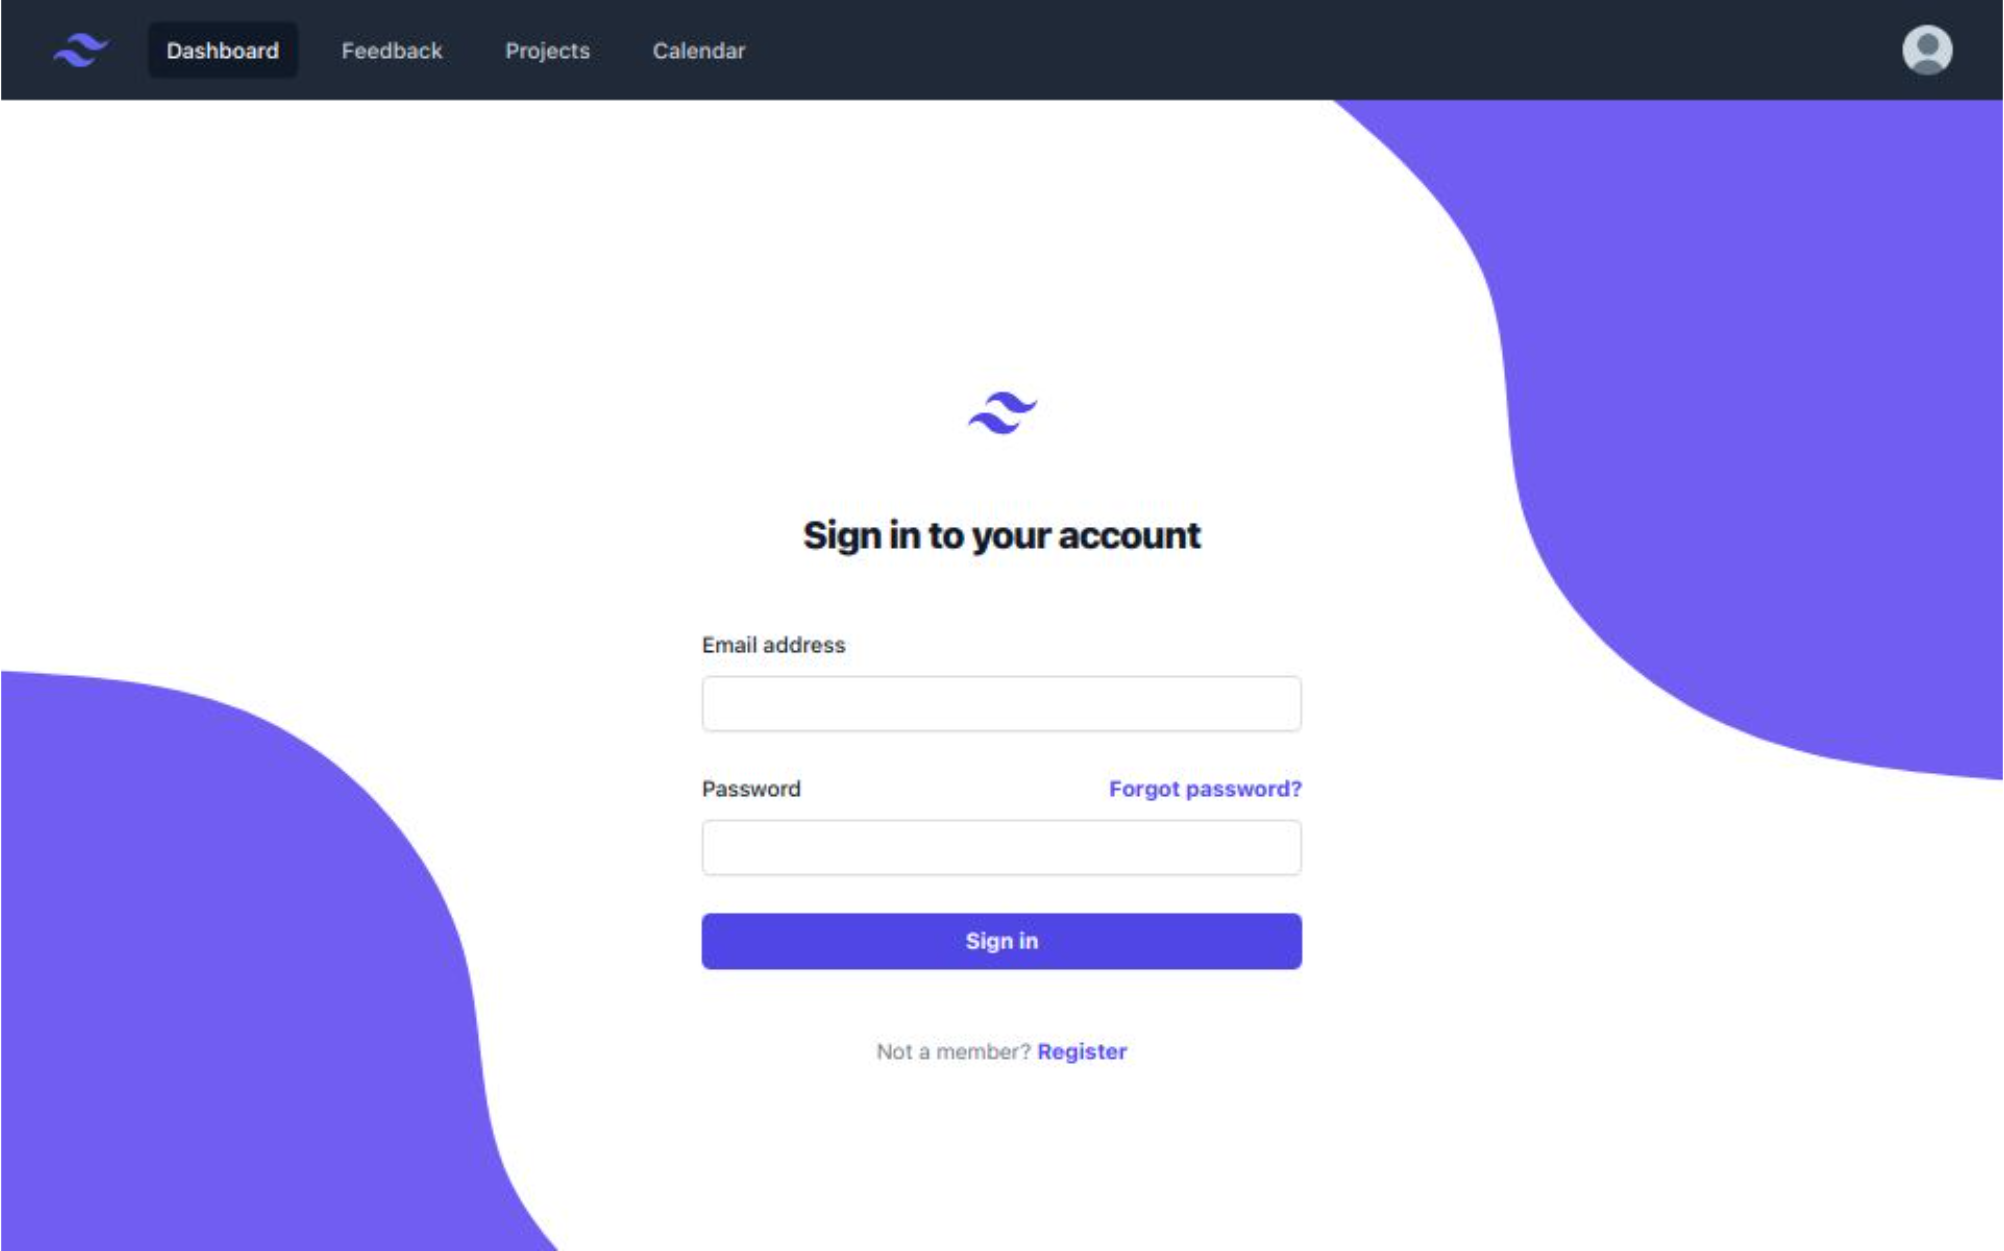 Dashboard Feedback Projects Calendar
Sign in to your account
Email address
Password Forgot password?
Sign in
Not a member? Register